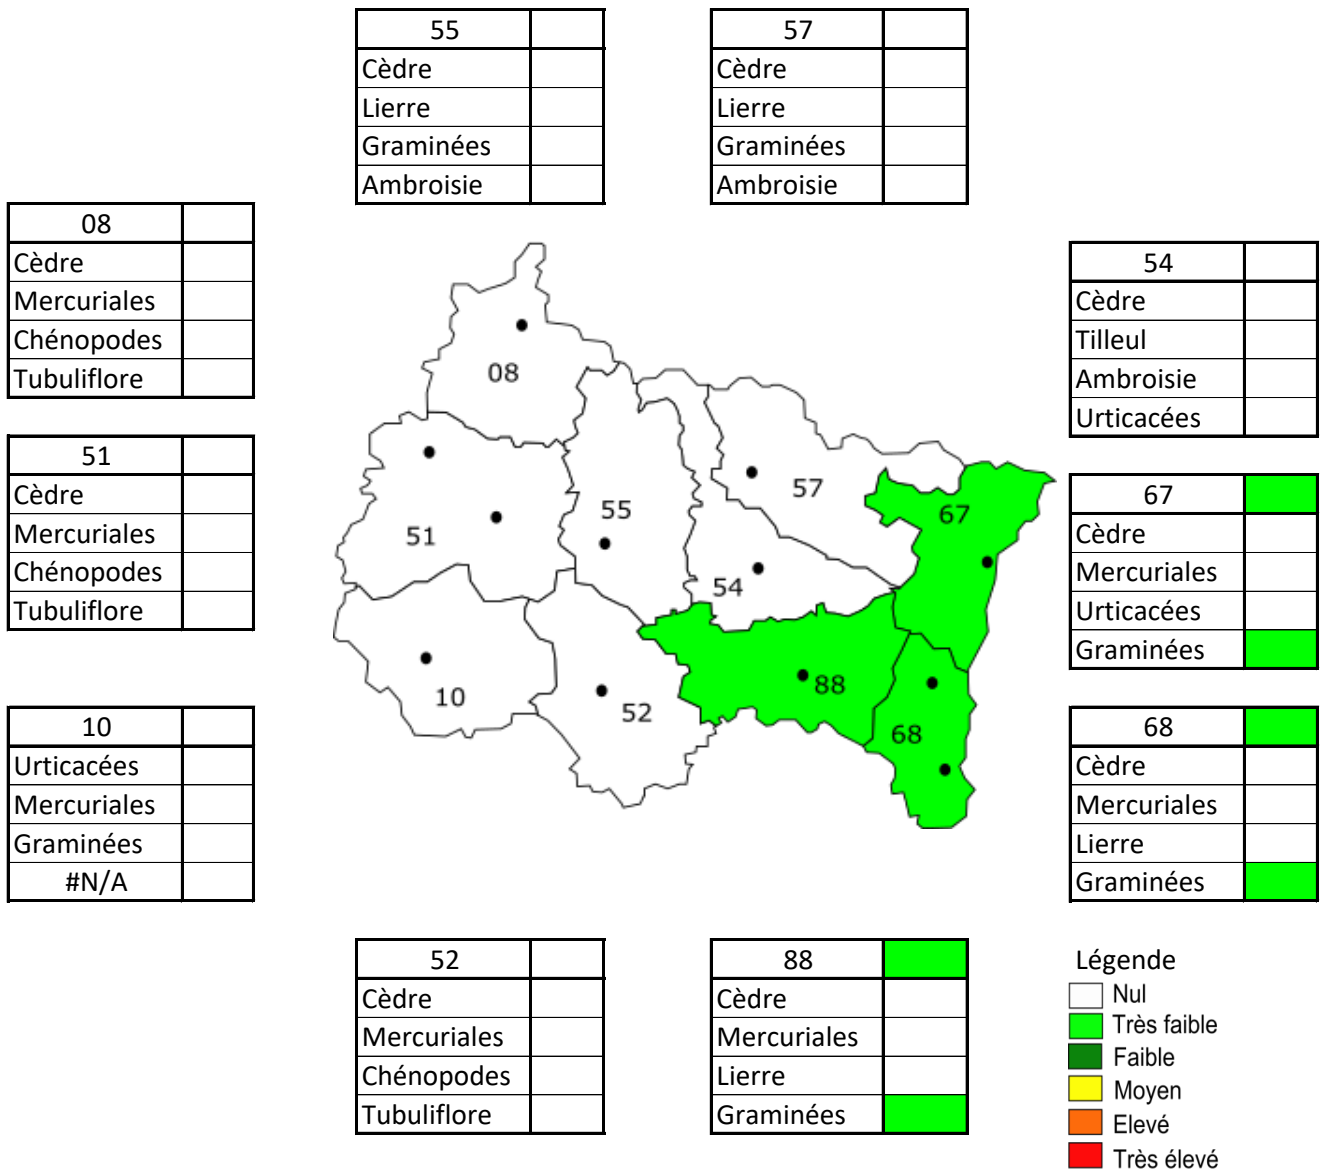 55
Cèdre
Lierre
Graminées
Ambroisie
57
Cèdre
Lierre
Graminées
Ambroisie
08
Cèdre
Mercuriales
Chénopodes
Tubuliflore
54
Cèdre
Tilleul
Ambroisie
Urticacées
51
Cèdre
Mercuriales
Chénopodes
Tubuliflore
67
Cèdre
Mercuriales
Urticacées
Graminées
08
57
67
55
51
54
88
10
52
68
10
Urticacées
Mercuriales
Graminées
#N/A
68
Cèdre
Mercuriales
Lierre
Graminées
52
Cèdre
Mercuriales
Chénopodes
Tubuliflore
88
Cèdre
Mercuriales
Lierre
Graminées
Légende
Nul
Très faible
Faible
Moyen
Elevé
Très élevé